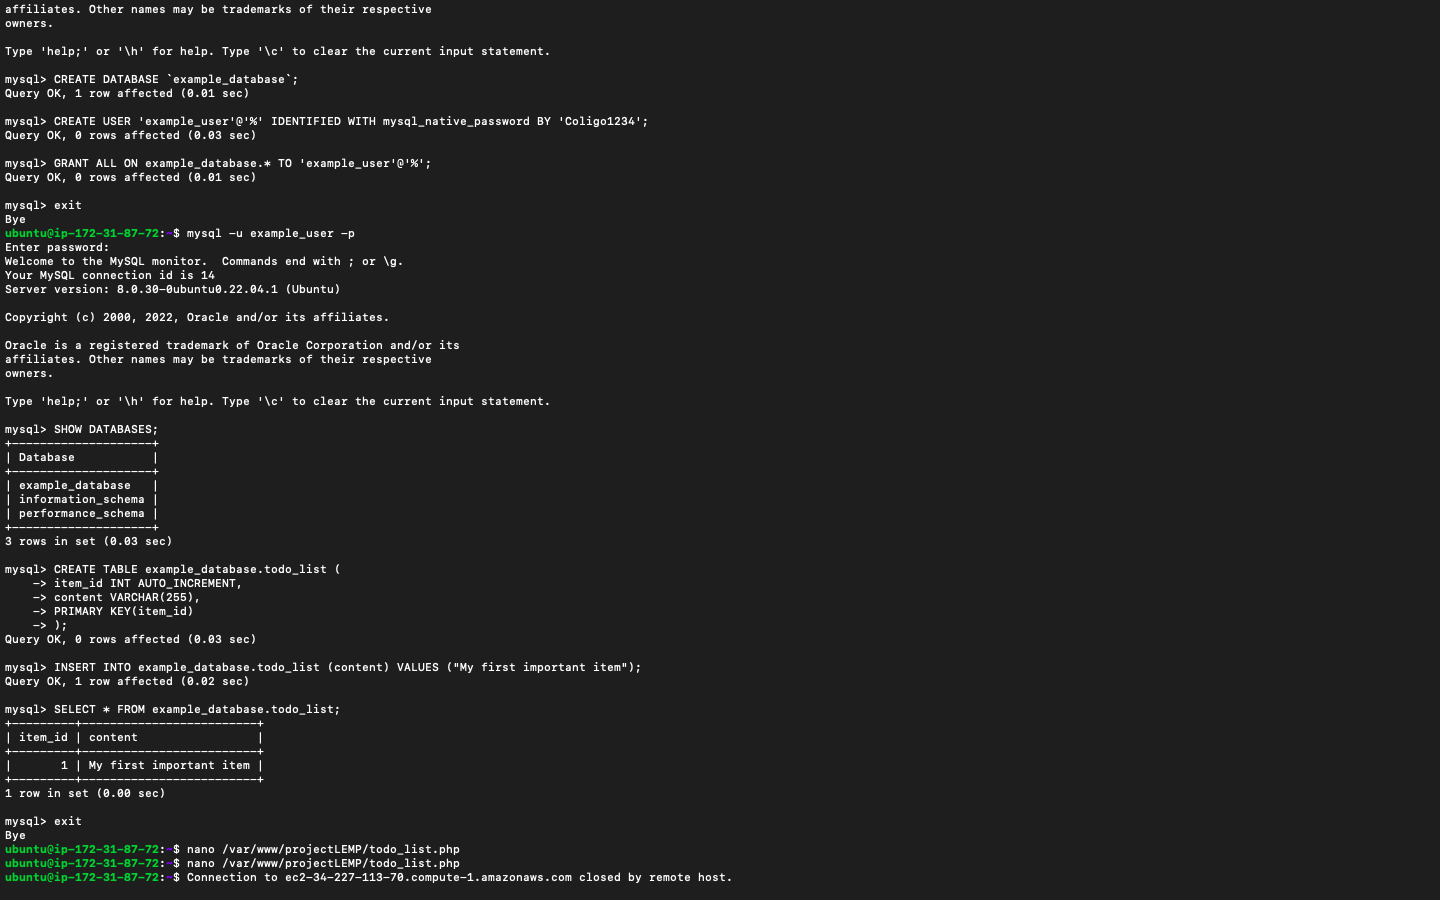 affiliates. Other names may be trademarks of their respective
owners.
Type 'help;' or '\h' for help. Type '\c' to clear the current input statement.
mysql> CREATE DATABASE `example_database`;
Query OK, 1 row affected (0.01 sec)
mysql> CREATE USER 'example_user'@'%' IDENTIFIED WITH mysql_native_password BY 'Coligo1234';
Query OK, 0 rows affected (0.03 sec)
mysql> GRANT ALL ON example_database.* TO 'example_user'@'%';
Query OK, 0 rows affected (0.01 sec)
mysql> exit
Bye
ubuntu@ip-172-31-87-72:~$ mysql -u example_user -p
Enter password:
Welcome to the MySQL monitor.  Commands end with ; or \g.
Your MySQL connection id is 14
Server version: 8.0.30-0ubuntu0.22.04.1 (Ubuntu)
Copyright (c) 2000, 2022, Oracle and/or its affiliates.
Oracle is a registered trademark of Oracle Corporation and/or its
affiliates. Other names may be trademarks of their respective
owners.
Type 'help;' or '\h' for help. Type '\c' to clear the current input statement.
mysql> SHOW DATABASES;
+--------------------+
| Database           |
+--------------------+
| example_database   |
| information_schema |
| performance_schema |
+--------------------+
3 rows in set (0.03 sec)
mysql> CREATE TABLE example_database.todo_list (
    -> item_id INT AUTO_INCREMENT,
    -> content VARCHAR(255),
    -> PRIMARY KEY(item_id)
    -> );
Query OK, 0 rows affected (0.03 sec)
mysql> INSERT INTO example_database.todo_list (content) VALUES ("My first important item");
Query OK, 1 row affected (0.02 sec)
mysql> SELECT * FROM example_database.todo_list;
+---------+-------------------------+
| item_id | content                 |
+---------+-------------------------+
|       1 | My first important item |
+---------+-------------------------+
1 row in set (0.00 sec)
mysql> exit
Bye
ubuntu@ip-172-31-87-72:~$ nano /var/www/projectLEMP/todo_list.php
ubuntu@ip-172-31-87-72:~$ nano /var/www/projectLEMP/todo_list.php
ubuntu@ip-172-31-87-72:~$ Connection to ec2-34-227-113-70.compute-1.amazonaws.com closed by remote host.